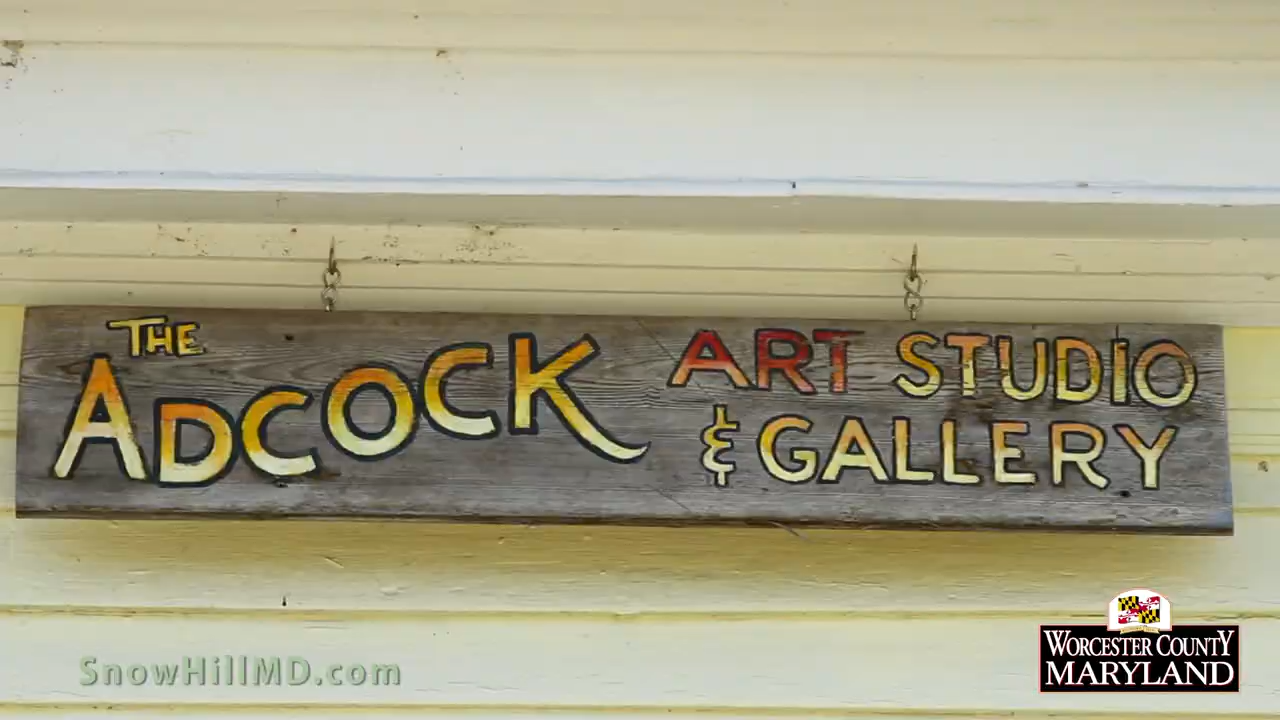 THE
ADCOCK
ART STUDIO
& GALLERY
SnowHillMD.com
WORCESTER COUNTY
MARYLAND